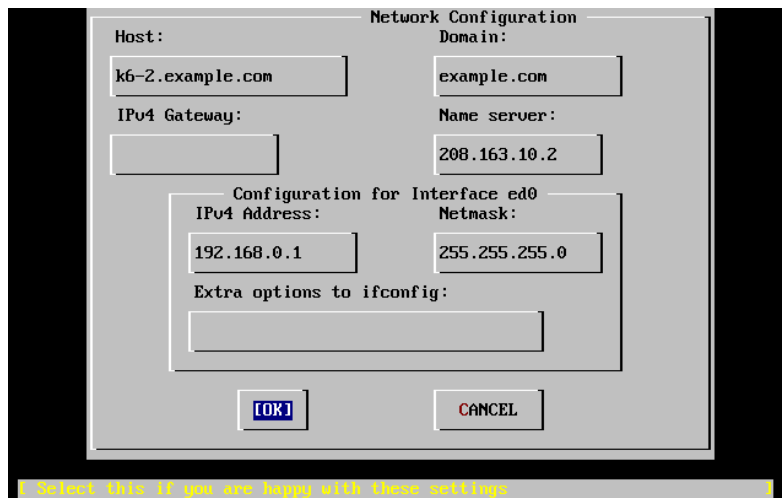 Network Configuration
Host: Domain:
k6-2.example.com example.com
IPv4 Gateway: Name server:
208.163.10.2
Configuration for Interface ed0
IPv4 Address: Netmask:
192.168.0.1 255.255.255.0
Extra options to ifconfig:
[OK] CANCEL
[ Select this if you are happy with these settings ]